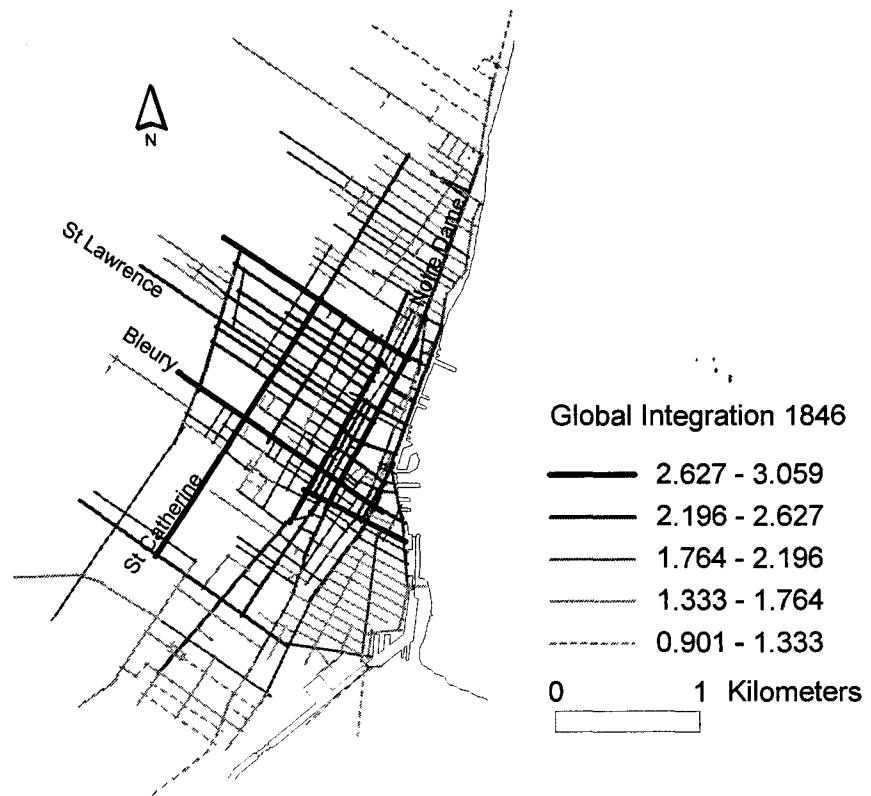 N
St Lawrence
Bleury
St Catherine
Notre Dame
Global Integration 1846
2.627 - 3.059
2.196 - 2.627
1.764 - 2.196
1.333 - 1.764
0.901 - 1.333
0 1 Kilometers